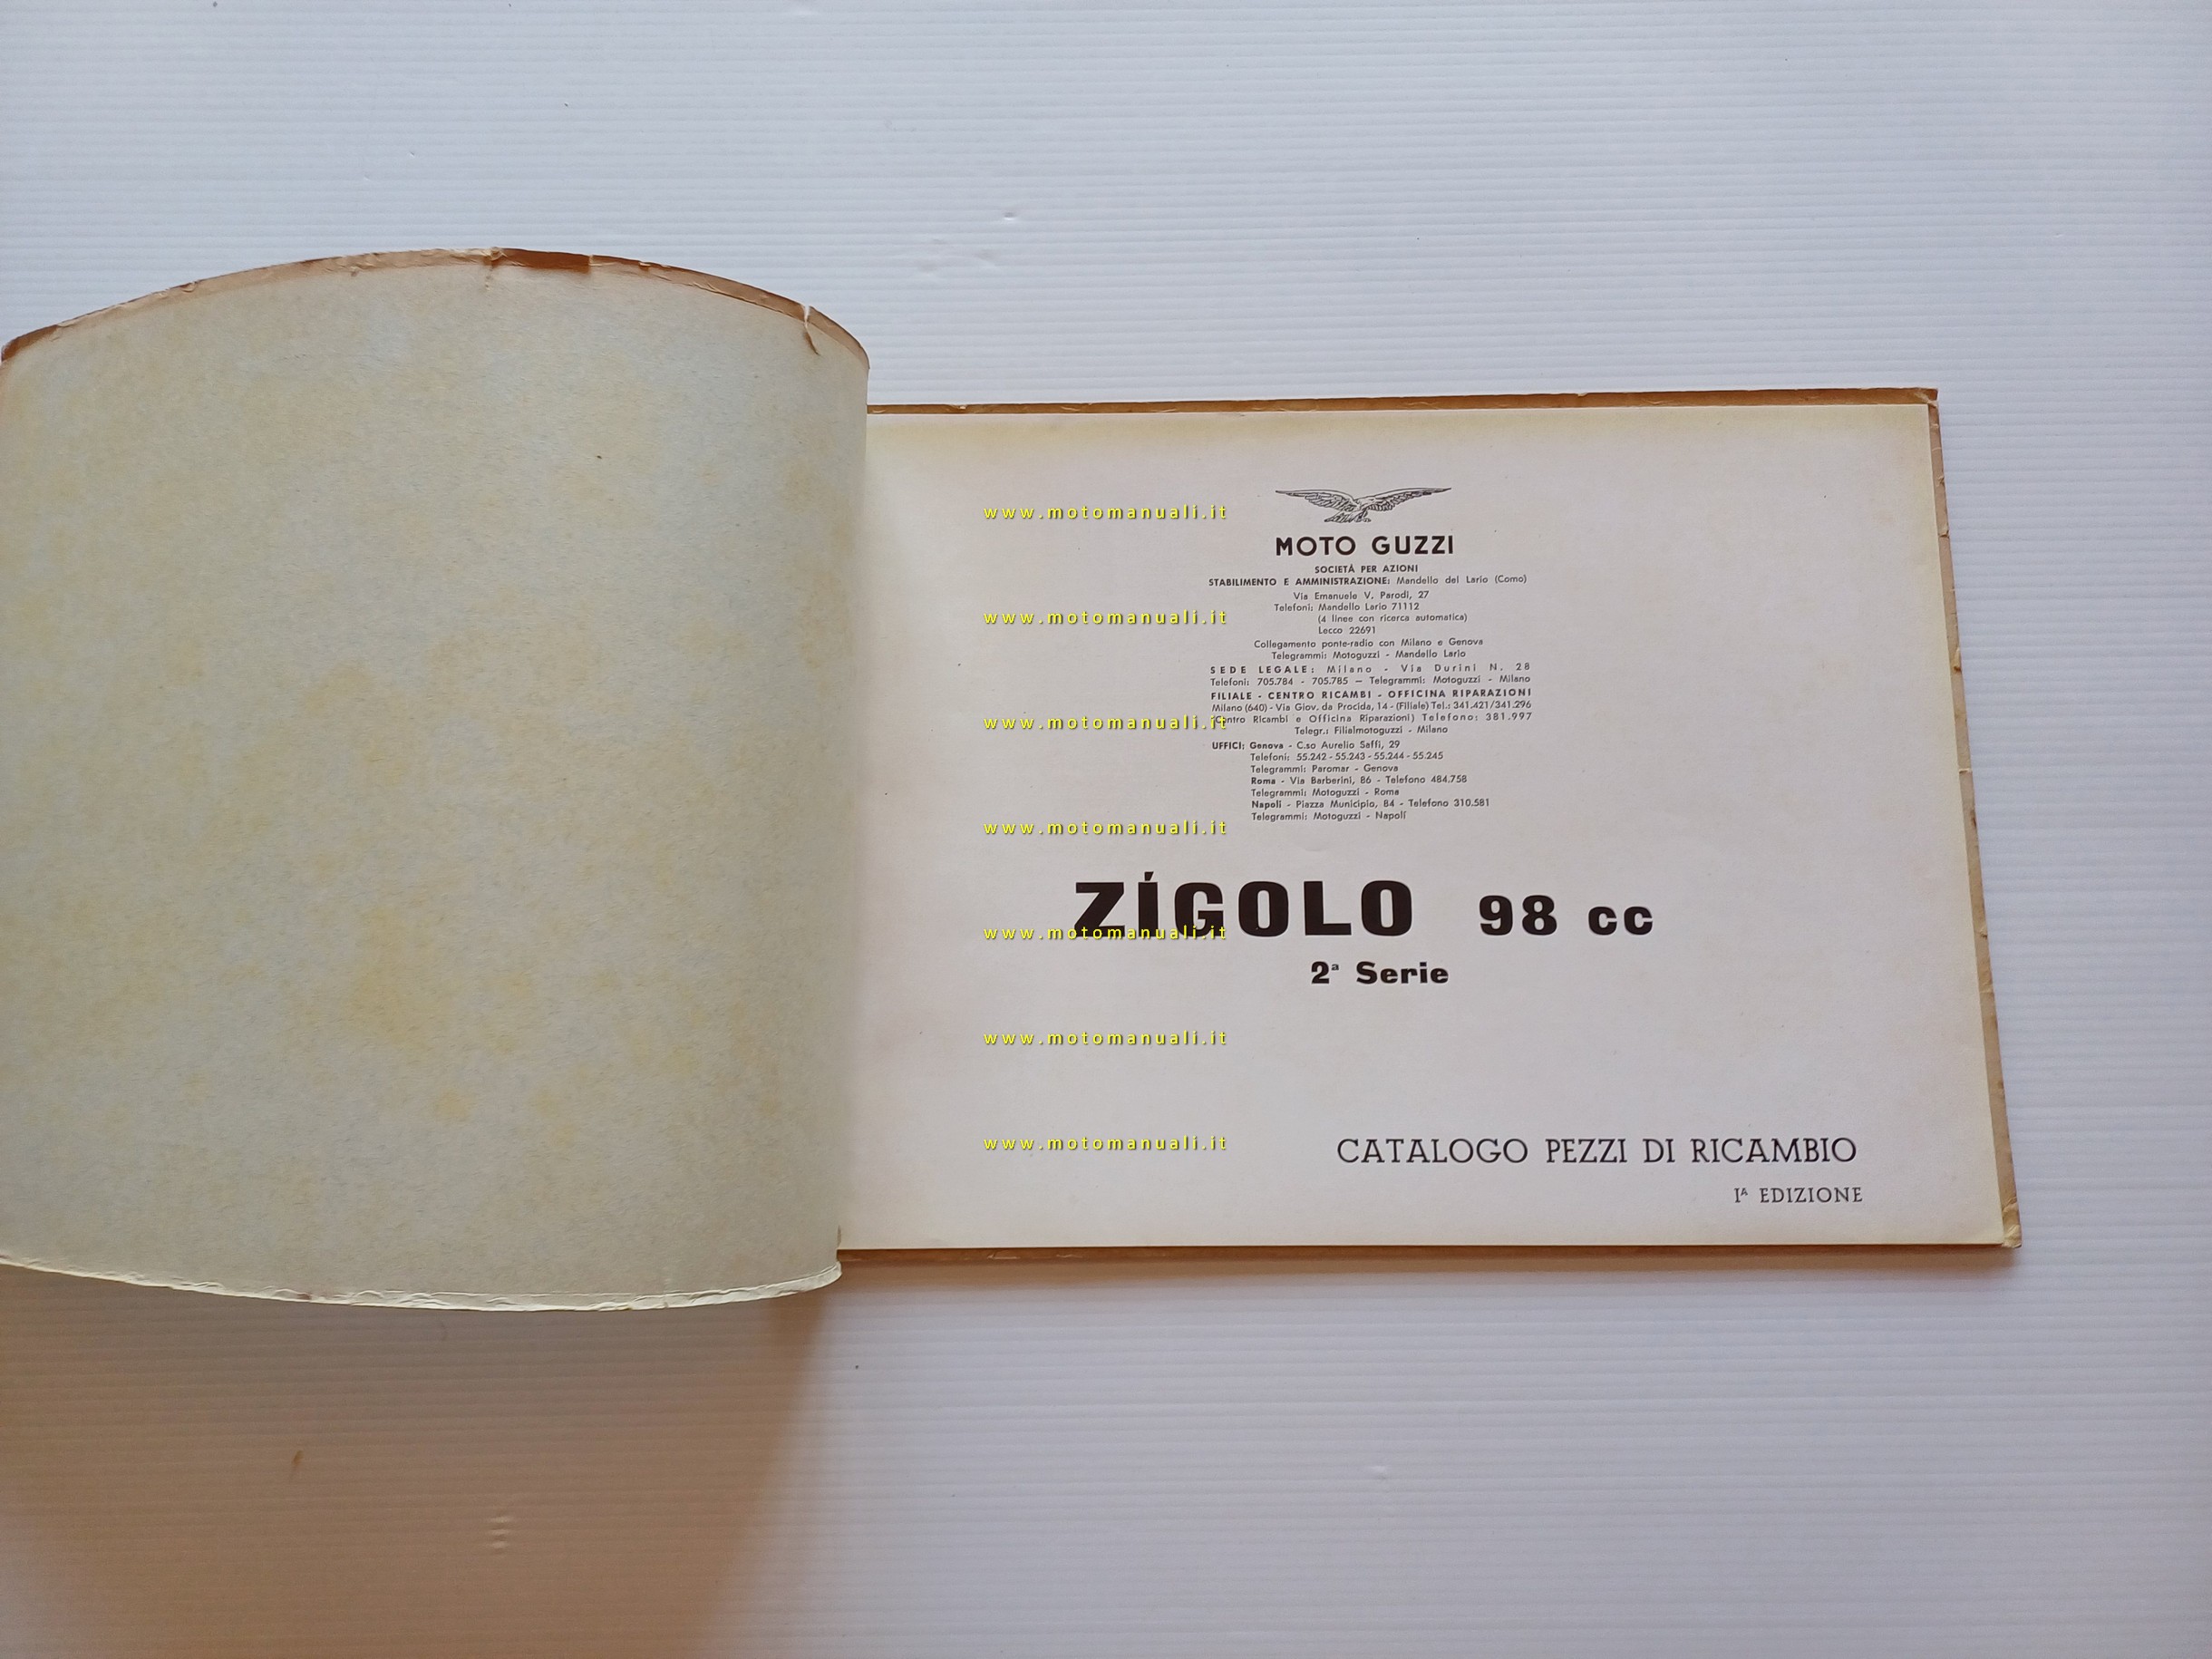 MOTO GUZZI
SOCIETÀ PER AZIONI
STABILIMENTO E AMMINISTRAZIONE: Mandello del Lario (Como)
Via Emanuele V. Parodi, 27
Telefoni: Mandello Lario 71112
(4 linee con ricerca automatica)
Lecco 22691
Collegamento ponte-radio con Milano e Genova
Telegrammi: Motoguzzi - Mandello Lario
SEDE LEGALE: Milano - Via Durini N. 28
Telefoni: 705.784 - 705.785 — Telegrammi: Motoguzzi - Milano
FILIALE - CENTRO RICAMBI - OFFICINA RIPARAZIONI
Milano (640) - Via Giov. da Procida, 14 - (Filiale) Tel.: 341.421/341.296
(Centro Ricambi e Officina Riparazioni) Telefono: 381.997
Telegr.: Filialmotoguzzi - Milano
UFFICI: Genova - C.so Aurelio Saffi, 29
Telefoni: 55.242 - 55.243 - 55.244 - 55.245
Telegrammi: Paromar - Genova
Roma - Via Barberini, 86 - Telefono 484.758
Telegrammi: Motoguzzi - Roma
Napoli - Piazza Municipio, 84 - Telefono 310.581
Telegrammi: Motoguzzi - Napoli
ZÍGOLO 98 cc
2ª Serie
CATALOGO PEZZI DI RICAMBIO
Iᴬ EDIZIONE
www.motomanuali.it
www.motomanuali.it
www.motomanuali.it
www.motomanuali.it
www.motomanuali.it
www.motomanuali.it
www.motomanuali.it